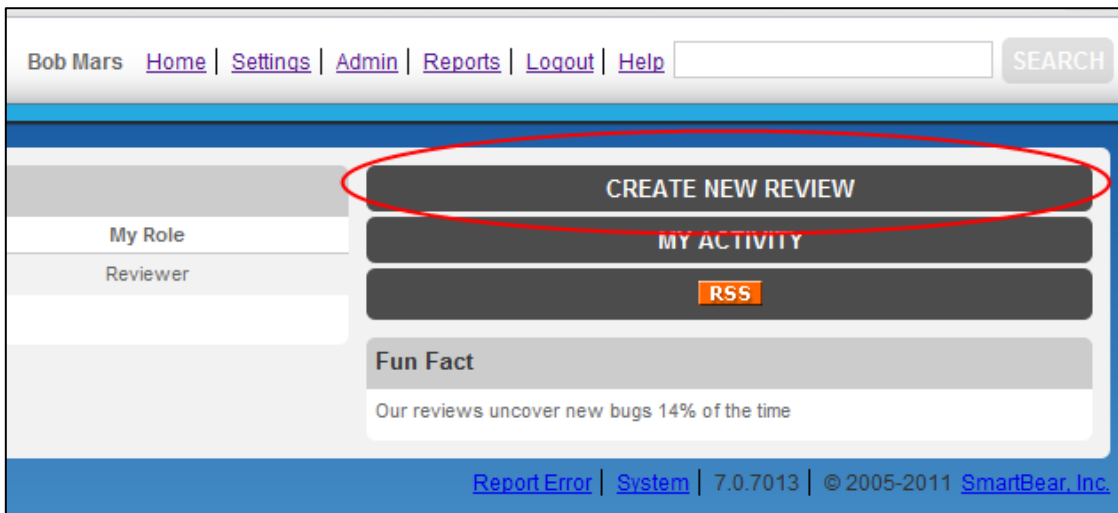 Bob Mars Home | Settings | Admin | Reports | Logout | Help SEARCH
CREATE NEW REVIEW
My Role
MY ACTIVITY
Reviewer
RSS
Fun Fact
Our reviews uncover new bugs 14% of the time
Report Error | System | 7.0.7013 | © 2005-2011 SmartBear, Inc.